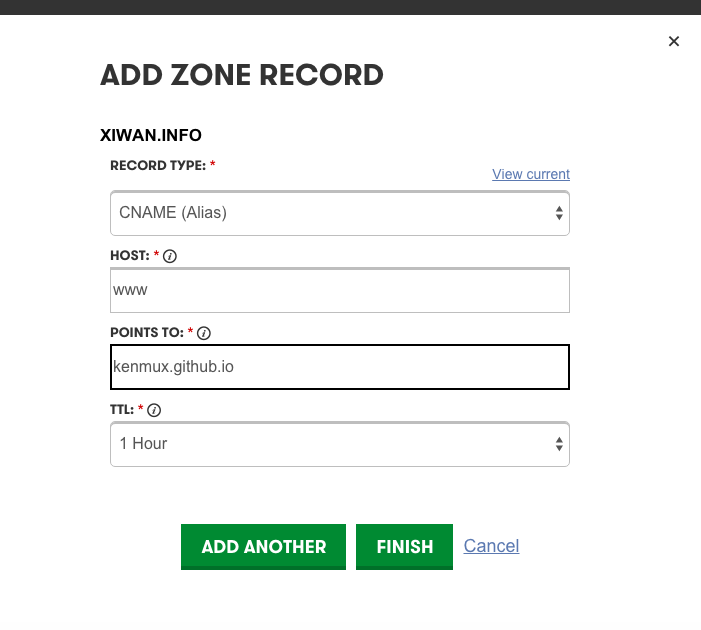 ×
ADD ZONE RECORD
XIWAN.INFO
RECORD TYPE: *
View current
CNAME (Alias)
HOST: * i
www
POINTS TO: * i
kenmux.github.io
TTL: * i
1 Hour
ADD ANOTHER FINISH Cancel